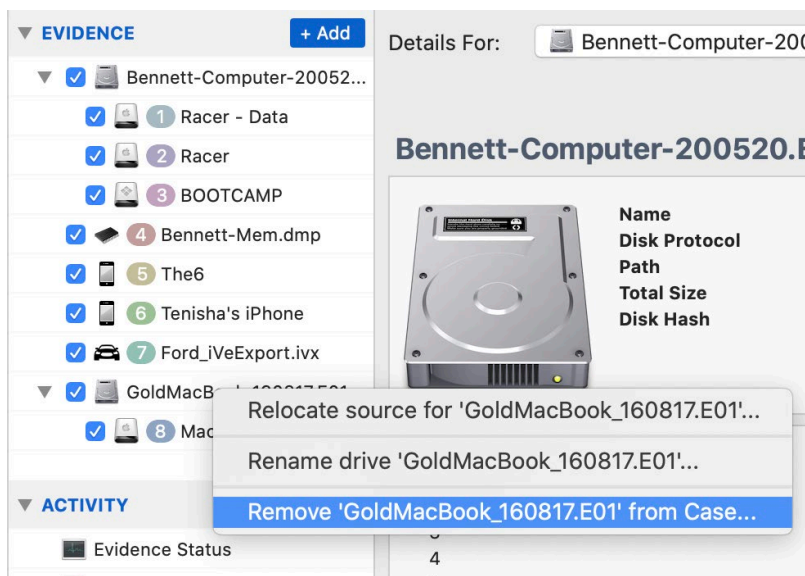 EVIDENCE
+ Add
Bennett-Computer-20052...
1 Racer - Data
2 Racer
3 BOOTCAMP
4 Bennett-Mem.dmp
5 The6
6 Tenisha's iPhone
7 Ford_iVeExport.ivx
GoldMacB
8 Mac
ACTIVITY
Evidence Status
Details For:
Bennett-Computer-200
Bennett-Computer-200520.E
Name
Disk Protocol
Path
Total Size
Disk Hash
Relocate source for 'GoldMacBook_160817.E01'...
Rename drive 'GoldMacBook_160817.E01'...
Remove 'GoldMacBook_160817.E01' from Case...
4